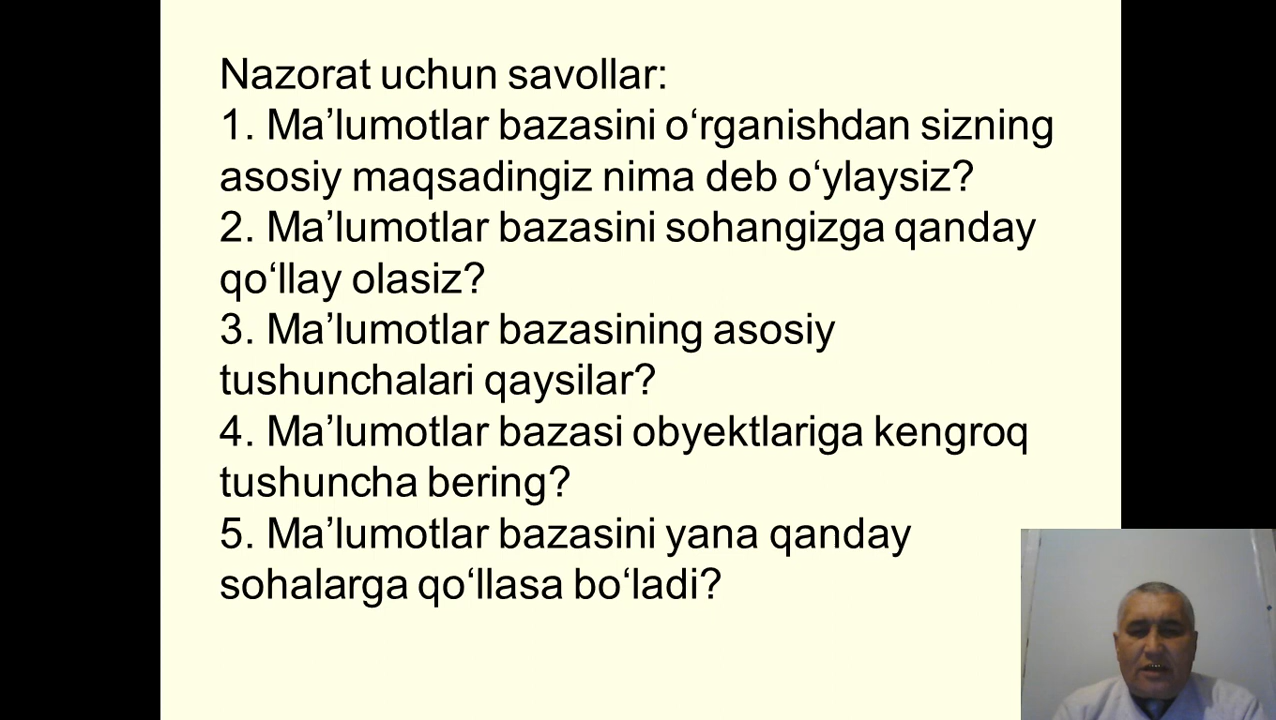 Nazorat uchun savollar:
1. Ma’lumotlar bazasini o‘rganishdan sizning
asosiy maqsadingiz nima deb o‘ylaysiz?
2. Ma’lumotlar bazasini sohangizga qanday
qo‘llay olasiz?
3. Ma’lumotlar bazasining asosiy
tushunchalari qaysilar?
4. Ma’lumotlar bazasi obyektlariga kengroq
tushuncha bering?
5. Ma’lumotlar bazasini yana qanday
sohalarga qo‘llasa bo‘ladi?